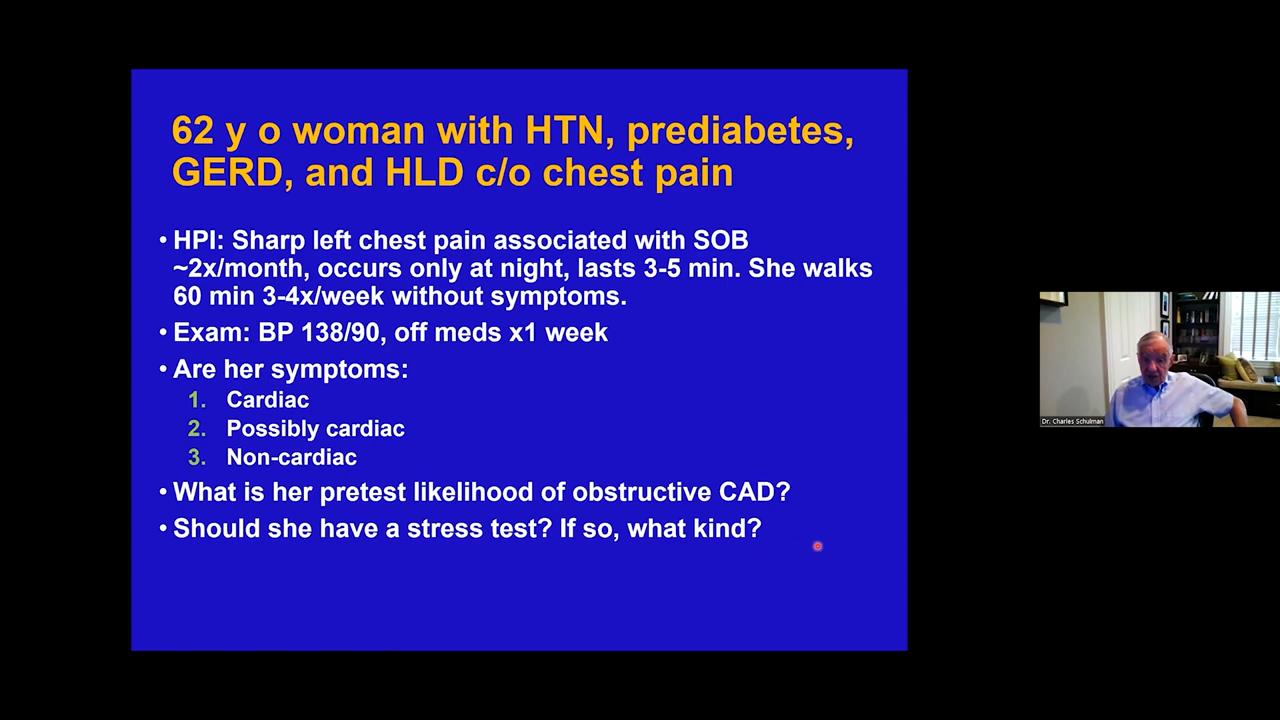 62 y o woman with HTN, prediabetes,
GERD, and HLD c/o chest pain
• HPI: Sharp left chest pain associated with SOB
~2x/month, occurs only at night, lasts 3-5 min. She walks
60 min 3-4x/week without symptoms.
• Exam: BP 138/90, off meds x1 week
• Are her symptoms:
1. Cardiac
2. Possibly cardiac
3. Non-cardiac
• What is her pretest likelihood of obstructive CAD?
• Should she have a stress test? If so, what kind?
Dr. Charles Schulman